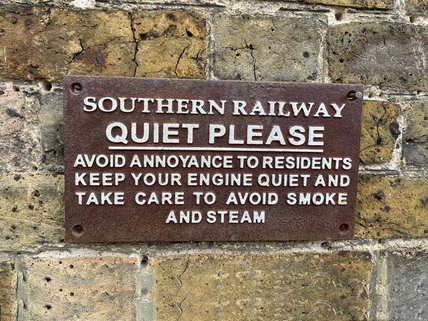 SOUTHERN RAILWAY
QUIET PLEASE
AVOID ANNOYANCE TO RESIDENTS
KEEP YOUR ENGINE QUIET AND
TAKE CARE TO AVOID SMOKE
AND STEAM